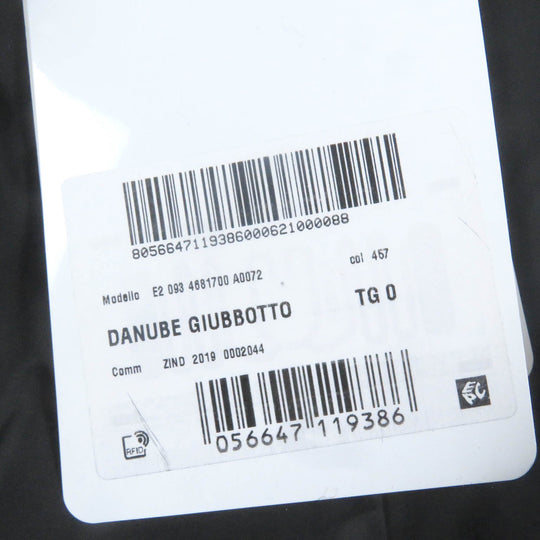 8056647119386000621000088
Modello E2 093 4681700 A0072 col 457
DANUBE GIUBBOTTO TG 0
Comm ZIND 2019 0002044
056647 119386
RFID